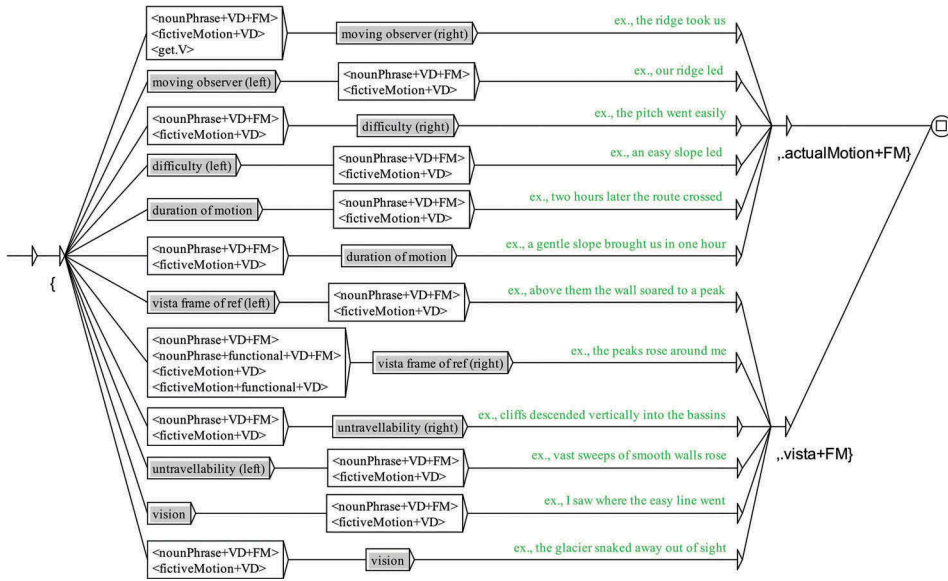 <nounPhrase+VD+FM>
<fictiveMotion+VD>
<get.V>
moving observer (right)
ex., the ridge took us
moving observer (left)
<nounPhrase+VD+FM>
<fictiveMotion+VD>
ex., our ridge led
<nounPhrase+VD+FM>
<fictiveMotion+VD>
difficulty (right)
ex., the pitch went easily
,.actualMotion+FM}
difficulty (left)
<nounPhrase+VD+FM>
<fictiveMotion+VD>
ex., an easy slope led
duration of motion
<nounPhrase+VD+FM>
<fictiveMotion+VD>
ex., two hours later the route crossed
{
<nounPhrase+VD+FM>
<fictiveMotion+VD>
duration of motion
ex., a gentle slope brought us in one hour
vista frame of ref (left)
<nounPhrase+VD+FM>
<fictiveMotion+VD>
ex., above them the wall soared to a peak
<nounPhrase+VD+FM>
<nounPhrase+functional+VD+FM>
<fictiveMotion+VD>
<fictiveMotion+functional+VD>
vista frame of ref (right)
ex., the peaks rose around me
<nounPhrase+VD+FM>
<fictiveMotion+VD>
untravellability (right)
ex., cliffs descended vertically into the bassins
,.vista+FM}
untravellability (left)
<nounPhrase+VD+FM>
<fictiveMotion+VD>
ex., vast sweeps of smooth walls rose
vision
<nounPhrase+VD+FM>
<fictiveMotion+VD>
ex., I saw where the easy line went
<nounPhrase+VD+FM>
<fictiveMotion+VD>
vision
ex., the glacier snaked away out of sight